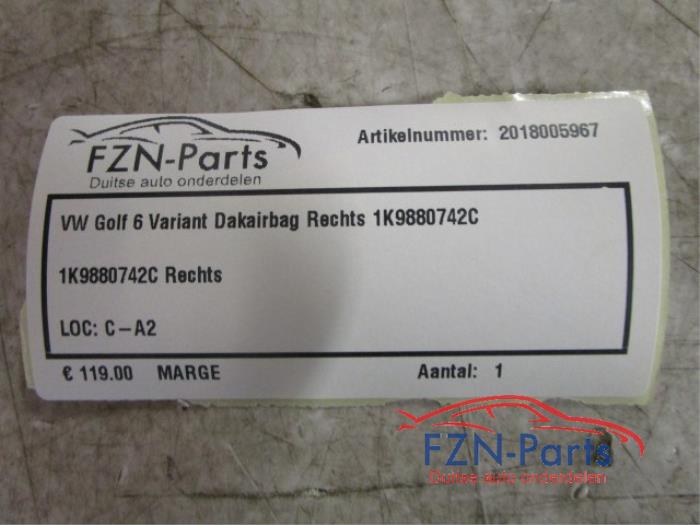 FZN-Parts
Duitse auto onderdelen
Artikelnummer: 2018005967
VW Golf 6 Variant Dakairbag Rechts 1K9880742C
1K9880742C Rechts
LOC: C-A2
€ 119.00 MARGE Aantal: 1
FZN-Parts
Duitse auto onderdelen